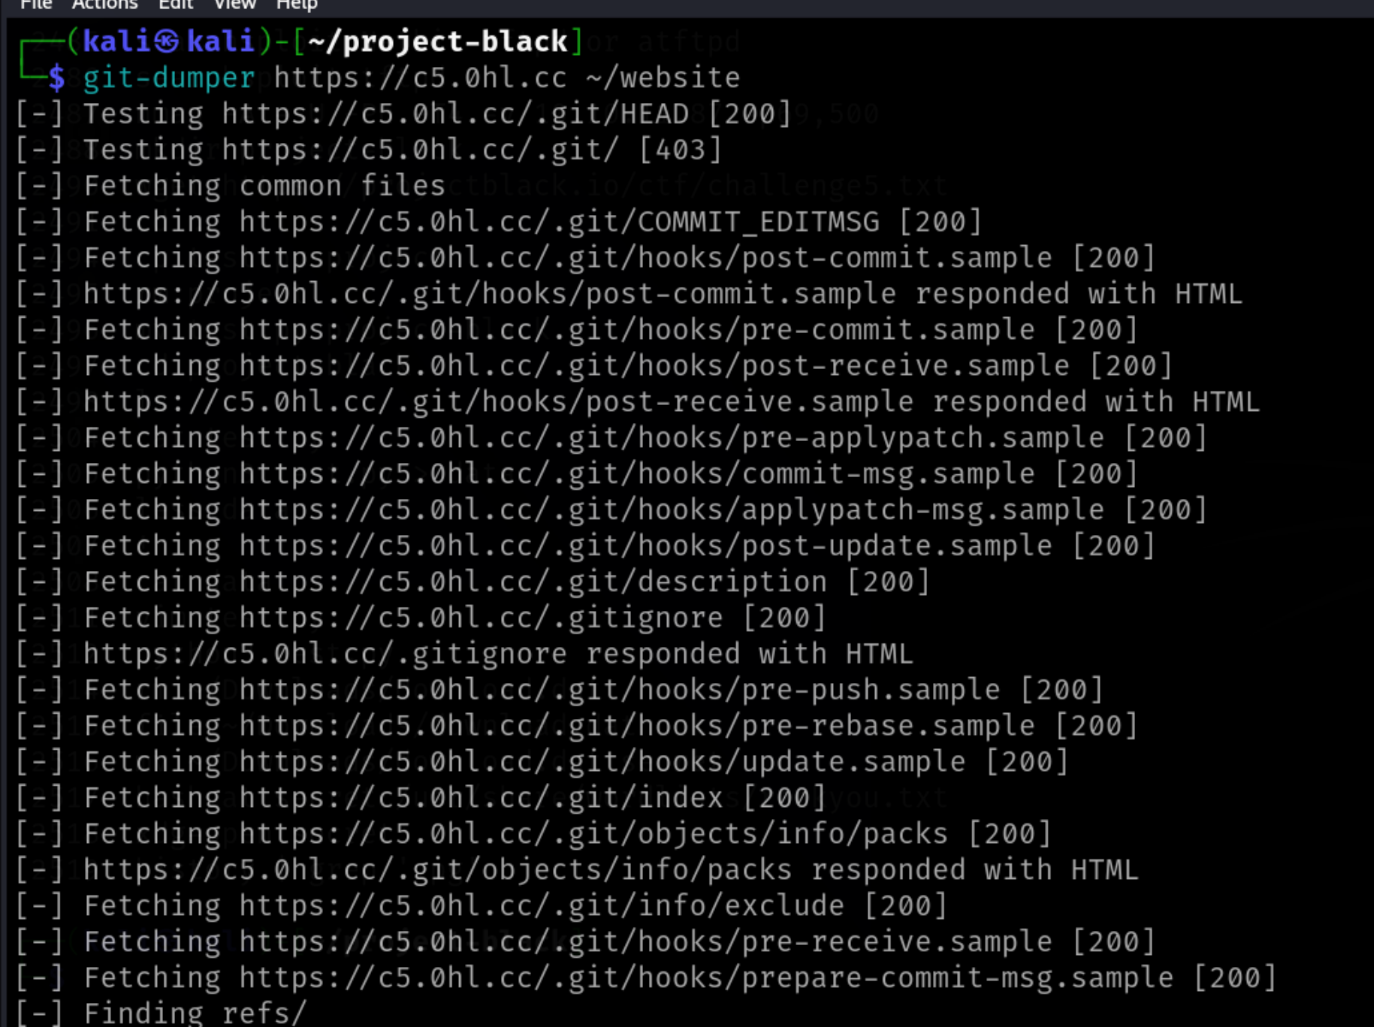 File Actions Edit View Help
┌──(kali㉿kali)-[~/project-black]
└─$ git-dumper https://c5.0hl.cc ~/website
[-] Testing https://c5.0hl.cc/.git/HEAD [200]
[-] Testing https://c5.0hl.cc/.git/ [403]
[-] Fetching common files
[-] Fetching https://c5.0hl.cc/.git/COMMIT_EDITMSG [200]
[-] Fetching https://c5.0hl.cc/.git/hooks/post-commit.sample [200]
[-] https://c5.0hl.cc/.git/hooks/post-commit.sample responded with HTML
[-] Fetching https://c5.0hl.cc/.git/hooks/pre-commit.sample [200]
[-] Fetching https://c5.0hl.cc/.git/hooks/post-receive.sample [200]
[-] https://c5.0hl.cc/.git/hooks/post-receive.sample responded with HTML
[-] Fetching https://c5.0hl.cc/.git/hooks/pre-applypatch.sample [200]
[-] Fetching https://c5.0hl.cc/.git/hooks/commit-msg.sample [200]
[-] Fetching https://c5.0hl.cc/.git/hooks/applypatch-msg.sample [200]
[-] Fetching https://c5.0hl.cc/.git/hooks/post-update.sample [200]
[-] Fetching https://c5.0hl.cc/.git/description [200]
[-] Fetching https://c5.0hl.cc/.gitignore [200]
[-] https://c5.0hl.cc/.gitignore responded with HTML
[-] Fetching https://c5.0hl.cc/.git/hooks/pre-push.sample [200]
[-] Fetching https://c5.0hl.cc/.git/hooks/pre-rebase.sample [200]
[-] Fetching https://c5.0hl.cc/.git/hooks/update.sample [200]
[-] Fetching https://c5.0hl.cc/.git/index [200]
[-] Fetching https://c5.0hl.cc/.git/objects/info/packs [200]
[-] https://c5.0hl.cc/.git/objects/info/packs responded with HTML
[-] Fetching https://c5.0hl.cc/.git/info/exclude [200]
[-] Fetching https://c5.0hl.cc/.git/hooks/pre-receive.sample [200]
[-] Fetching https://c5.0hl.cc/.git/hooks/prepare-commit-msg.sample [200]
[-] Finding refs/